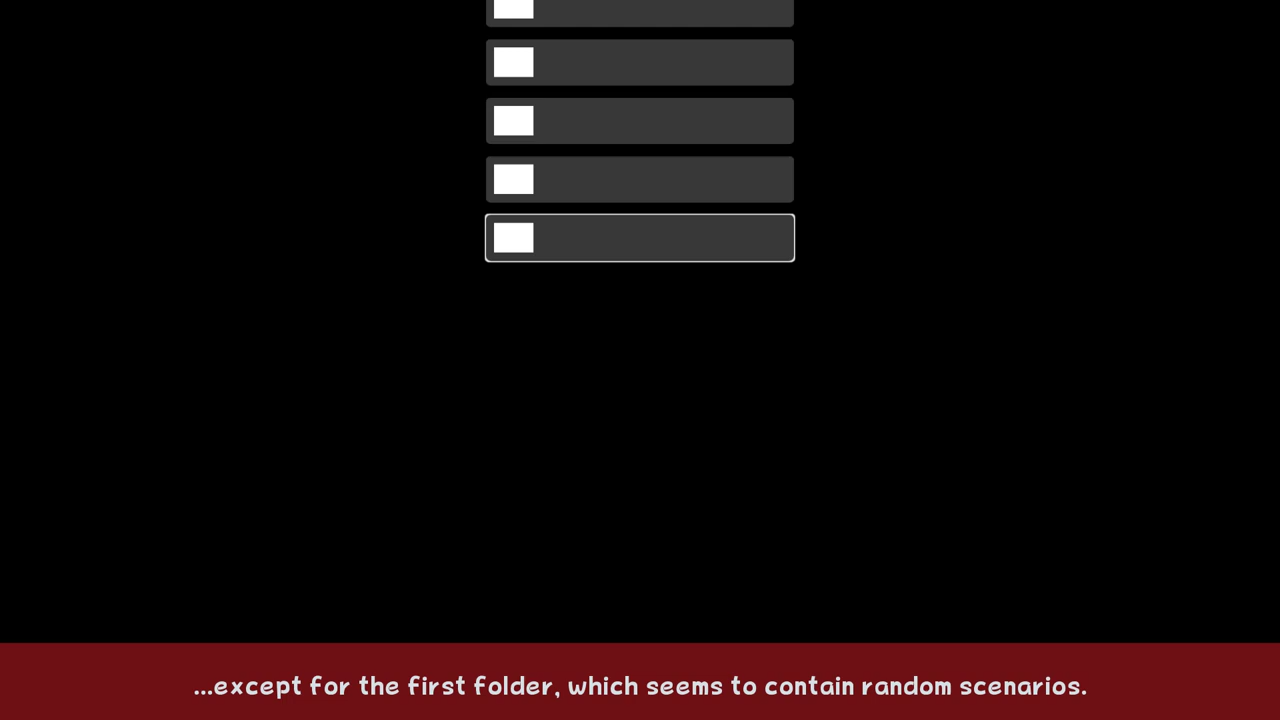 ...except for the first folder, which seems to contain random scenarios.